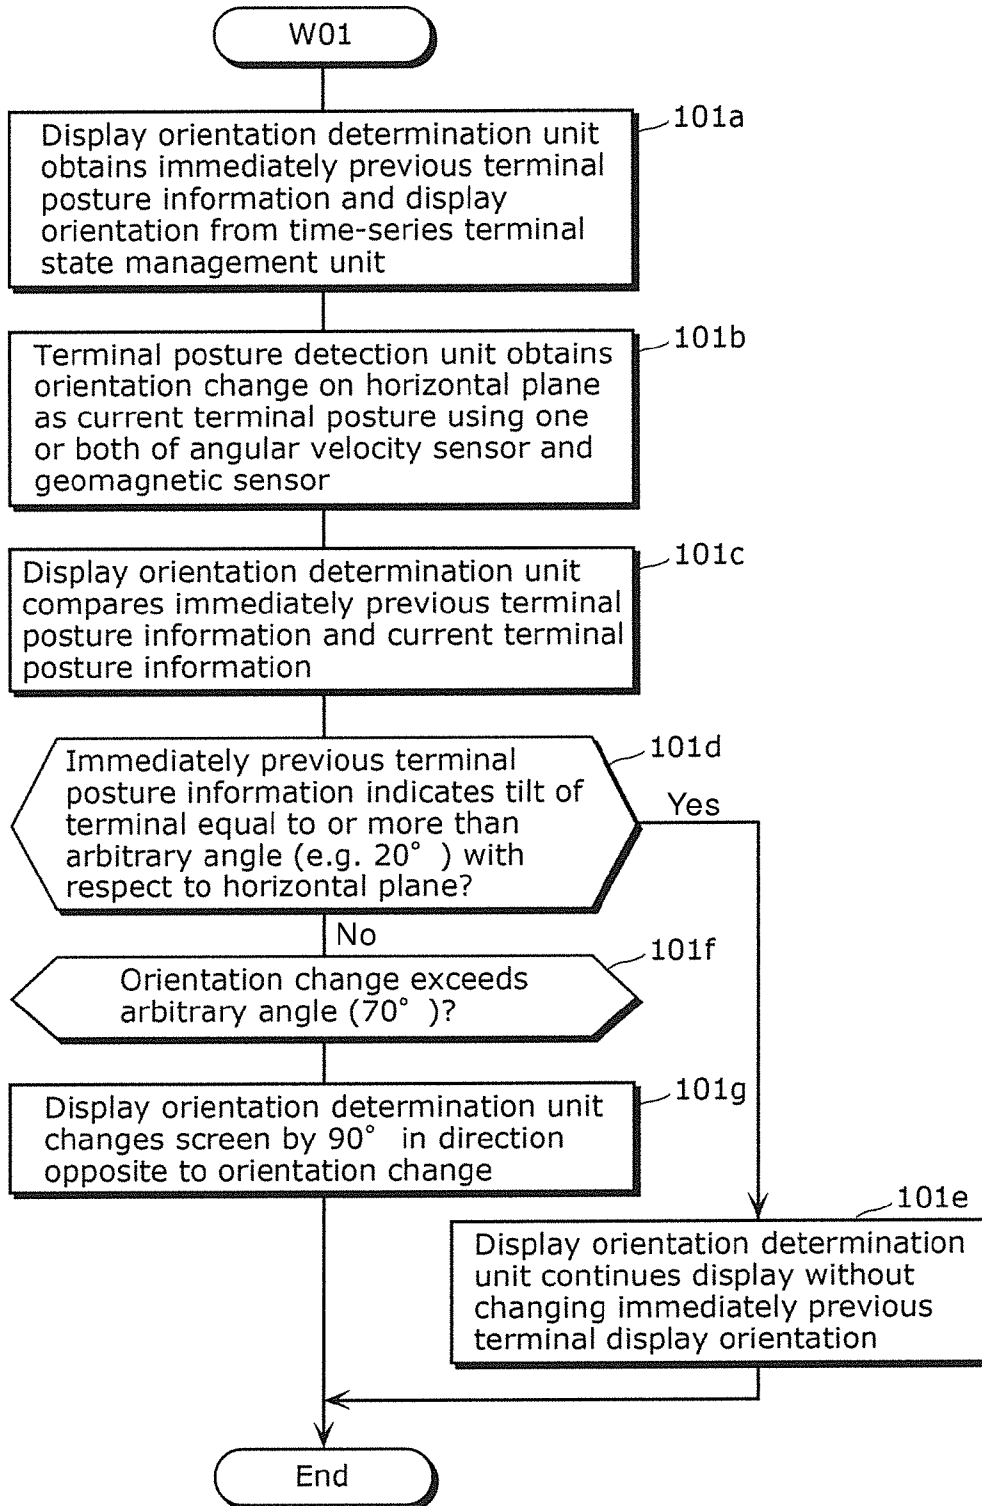 W01
101a
Display orientation determination unit
obtains immediately previous terminal
posture information and display
orientation from time-series terminal
state management unit
101b
Terminal posture detection unit obtains
orientation change on horizontal plane
as current terminal posture using one
or both of angular velocity sensor and
geomagnetic sensor
101c
Display orientation determination unit
compares immediately previous terminal
posture information and current terminal
posture information
101d
Immediately previous terminal
posture information indicates tilt of
terminal equal to or more than
arbitrary angle (e.g. 20° ) with
respect to horizontal plane?
Yes
No
101f
Orientation change exceeds
arbitrary angle (70° )?
101g
Display orientation determination unit
changes screen by 90° in direction
opposite to orientation change
101e
Display orientation determination
unit continues display without
changing immediately previous
terminal display orientation
End